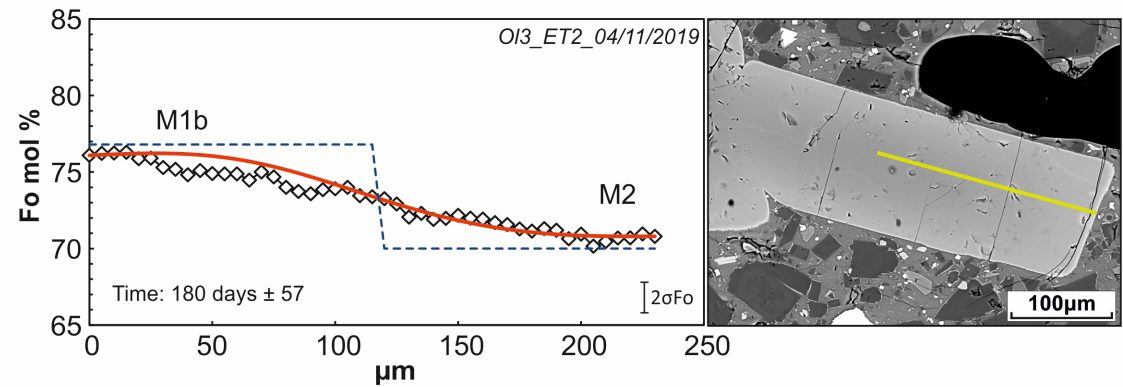 85
80
75
70
65
Fo mol %
Ol3_ET2_04/11/2019
M1b
M2
Time: 180 days ± 57
2σFo
0
50
100
150
200
250
µm
100µm